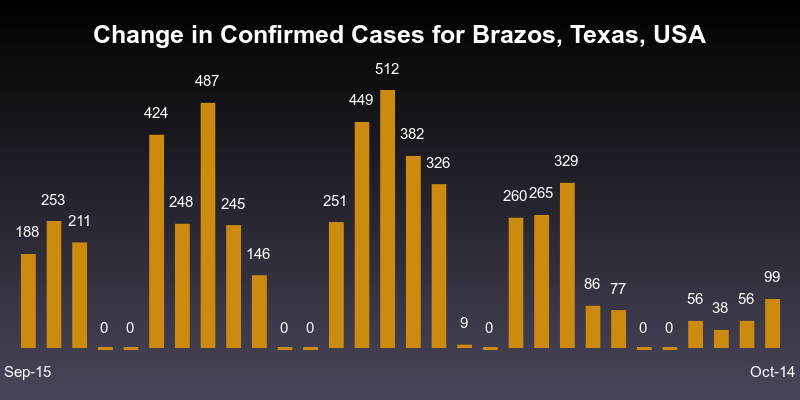 Change in Confirmed Cases for Brazos, Texas, USA
188 253 211 0 0 424 248 487 245 146 0 0 251 449 512 382 326 9 0 260 265 329 86 77 0 0 56 38 56 99
Sep-15 Oct-14